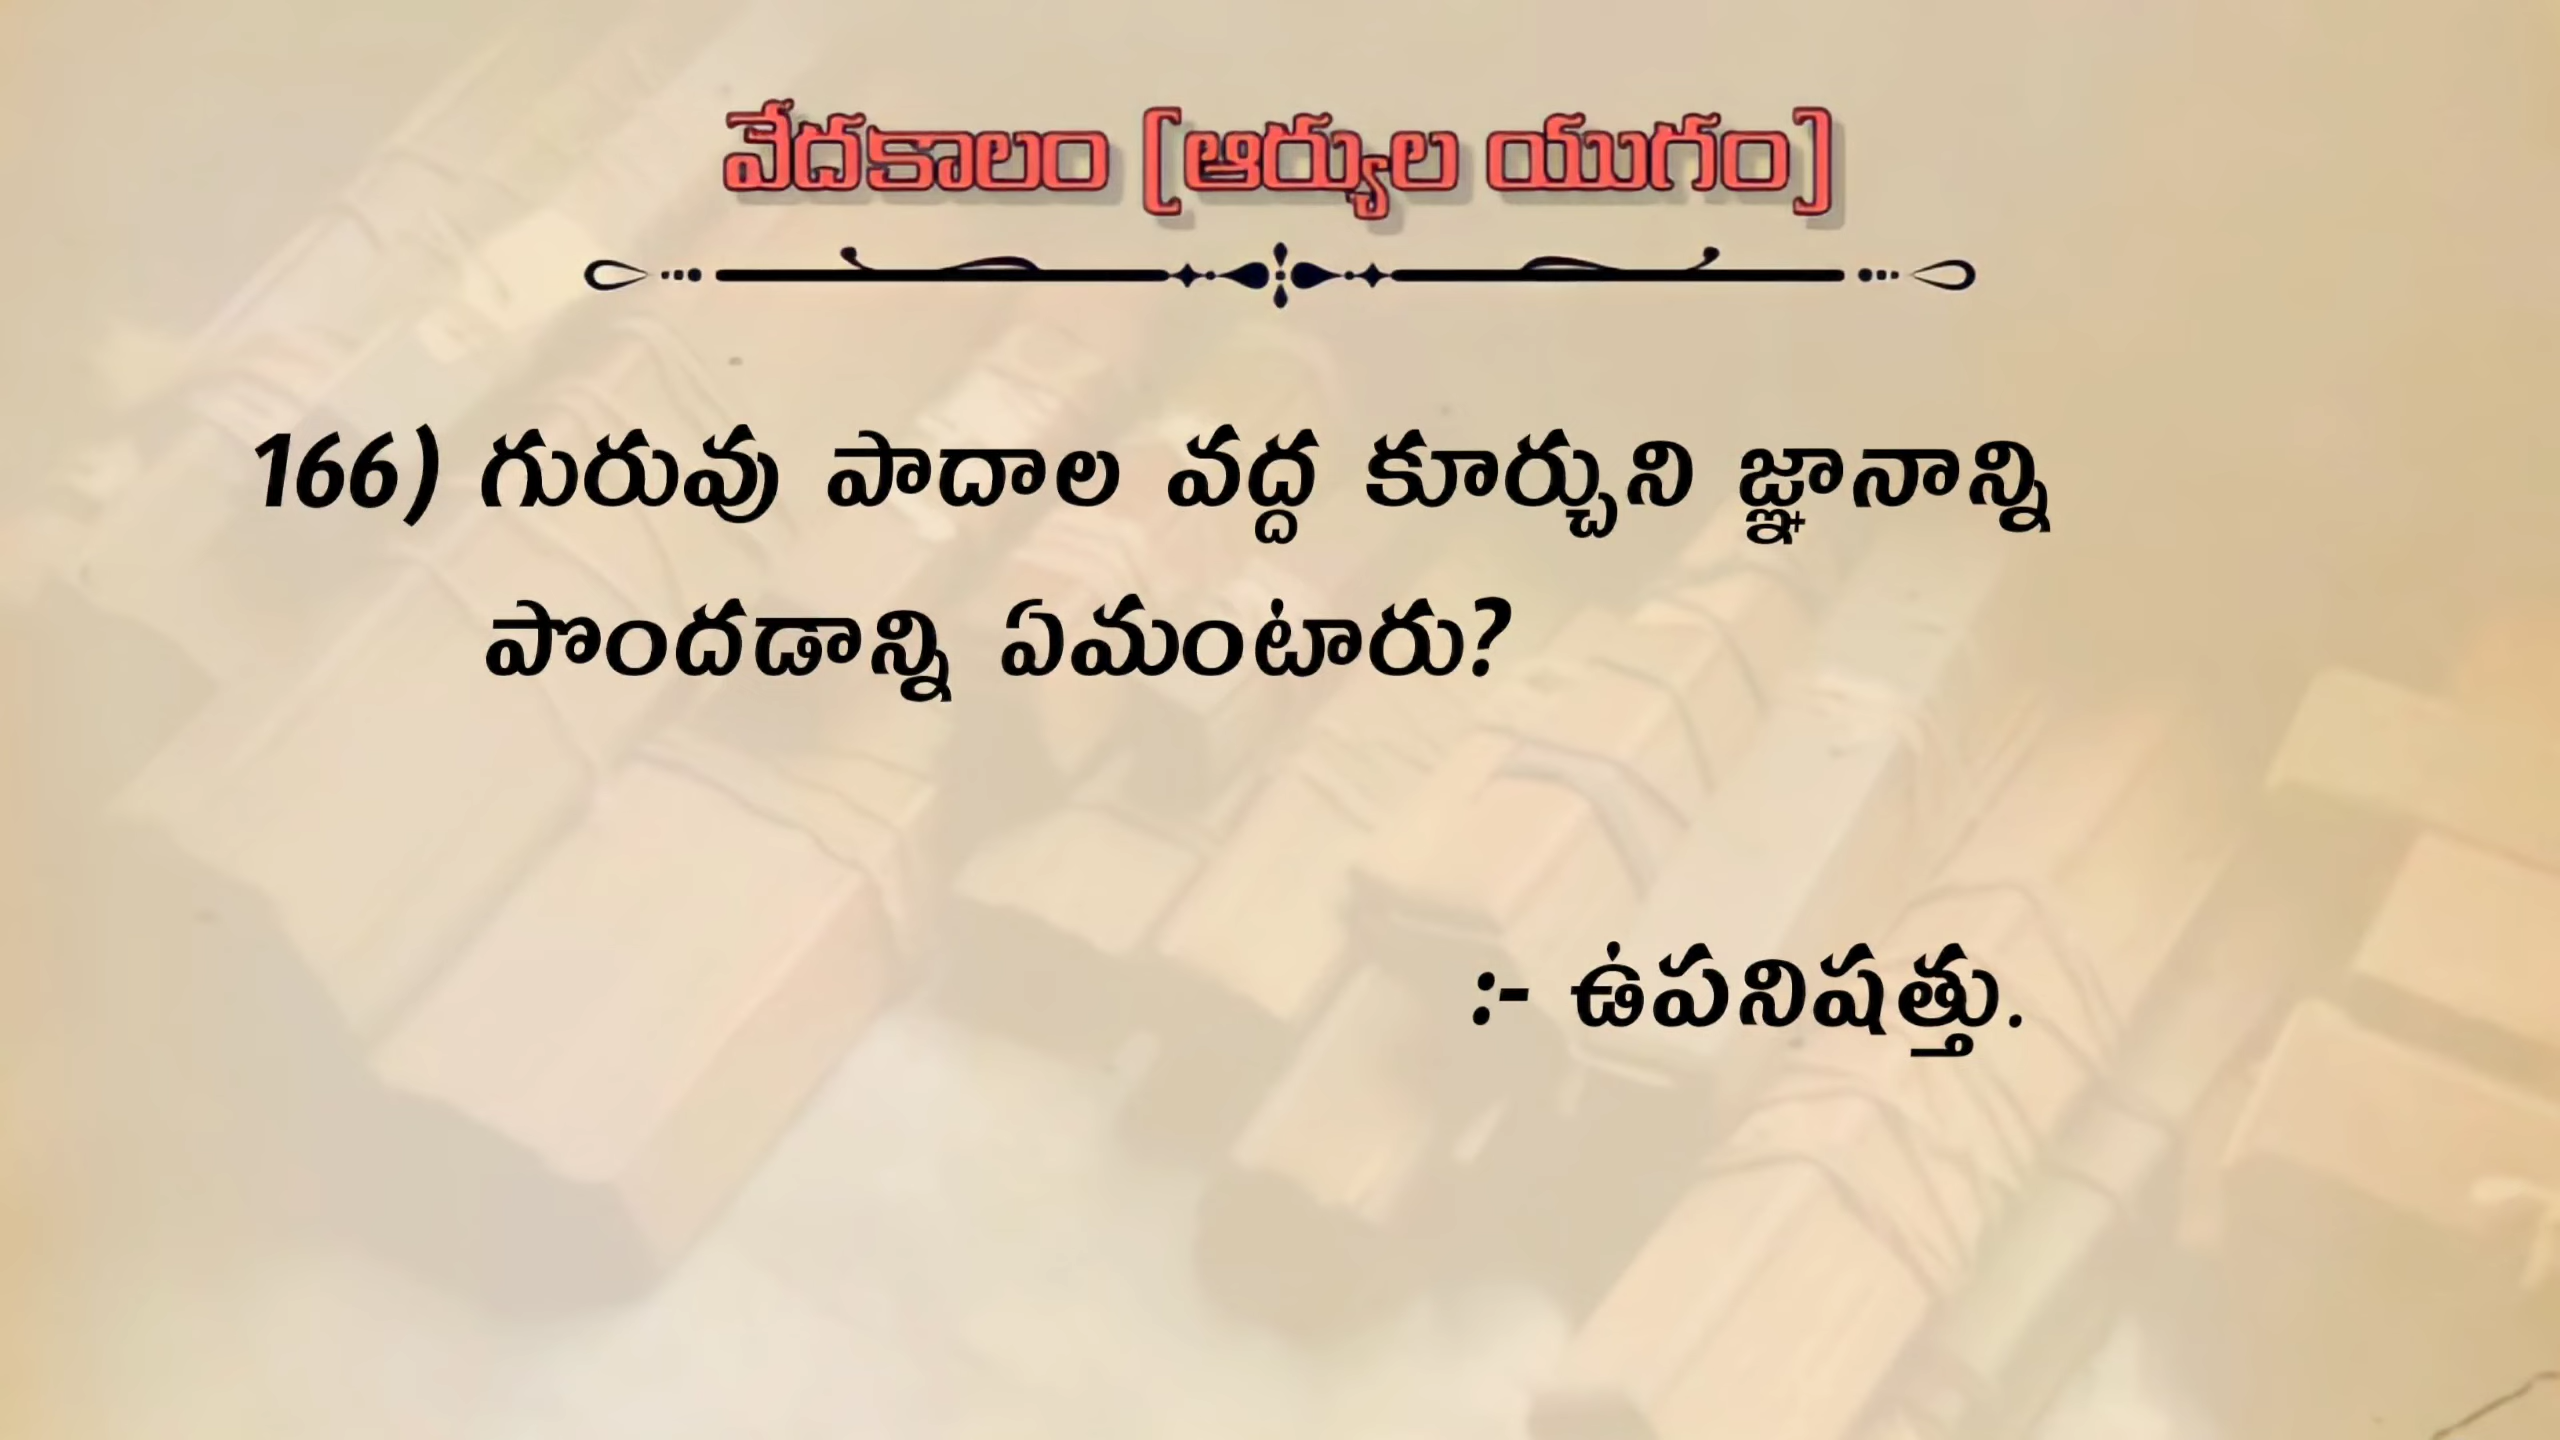 వేదకాలం [ఆర్యుల యుగం]
166) గురువు పాదాల వద్ద కూర్చుని జ్ఞానాన్ని
పొందడాన్ని ఏమంటారు?
:- ఉపనిషత్తు.